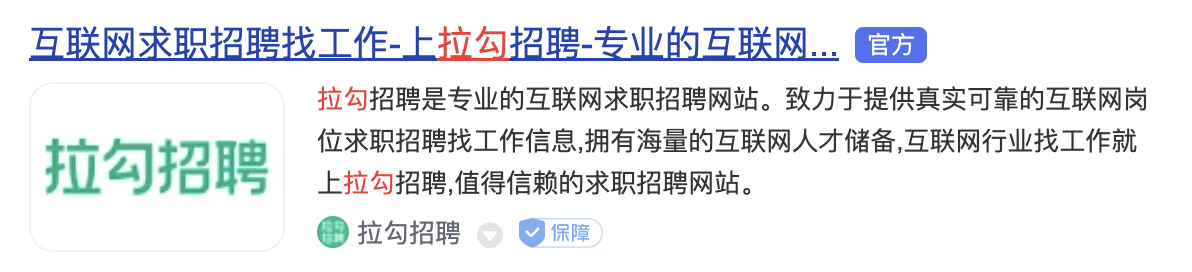 互联网求职招聘找工作-上拉勾招聘-专业的互联网...
官方
拉勾招聘
拉勾招聘是专业的互联网求职招聘网站。致力于提供真实可靠的互联网岗
位求职招聘找工作信息,拥有海量的互联网人才储备,互联网行业找工作就
上拉勾招聘,值得信赖的求职招聘网站。
拉勾招聘
拉勾招聘
保障